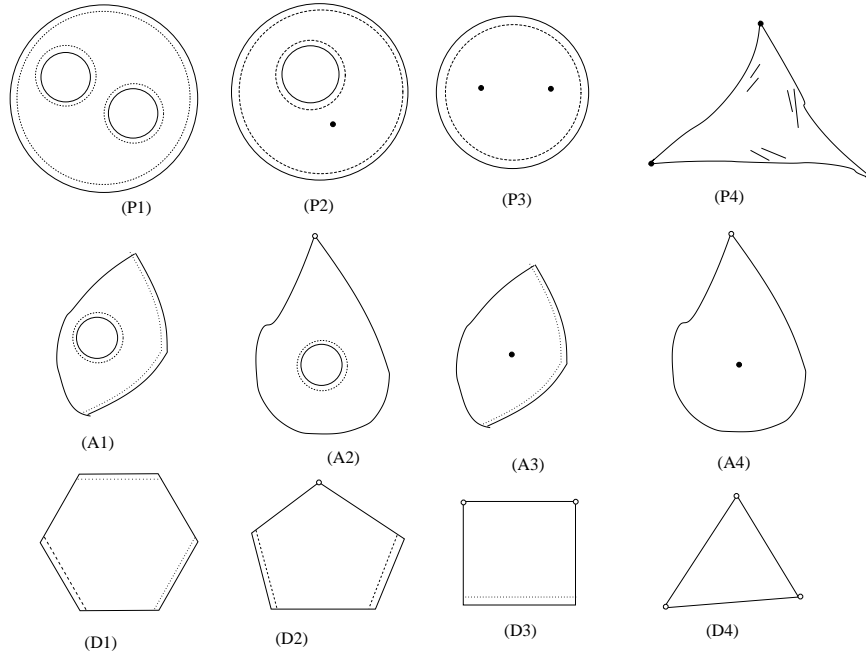 (P1) (P2) (P3) (P4)
(A1) (A2) (A3) (A4)
(D1) (D2) (D3) (D4)